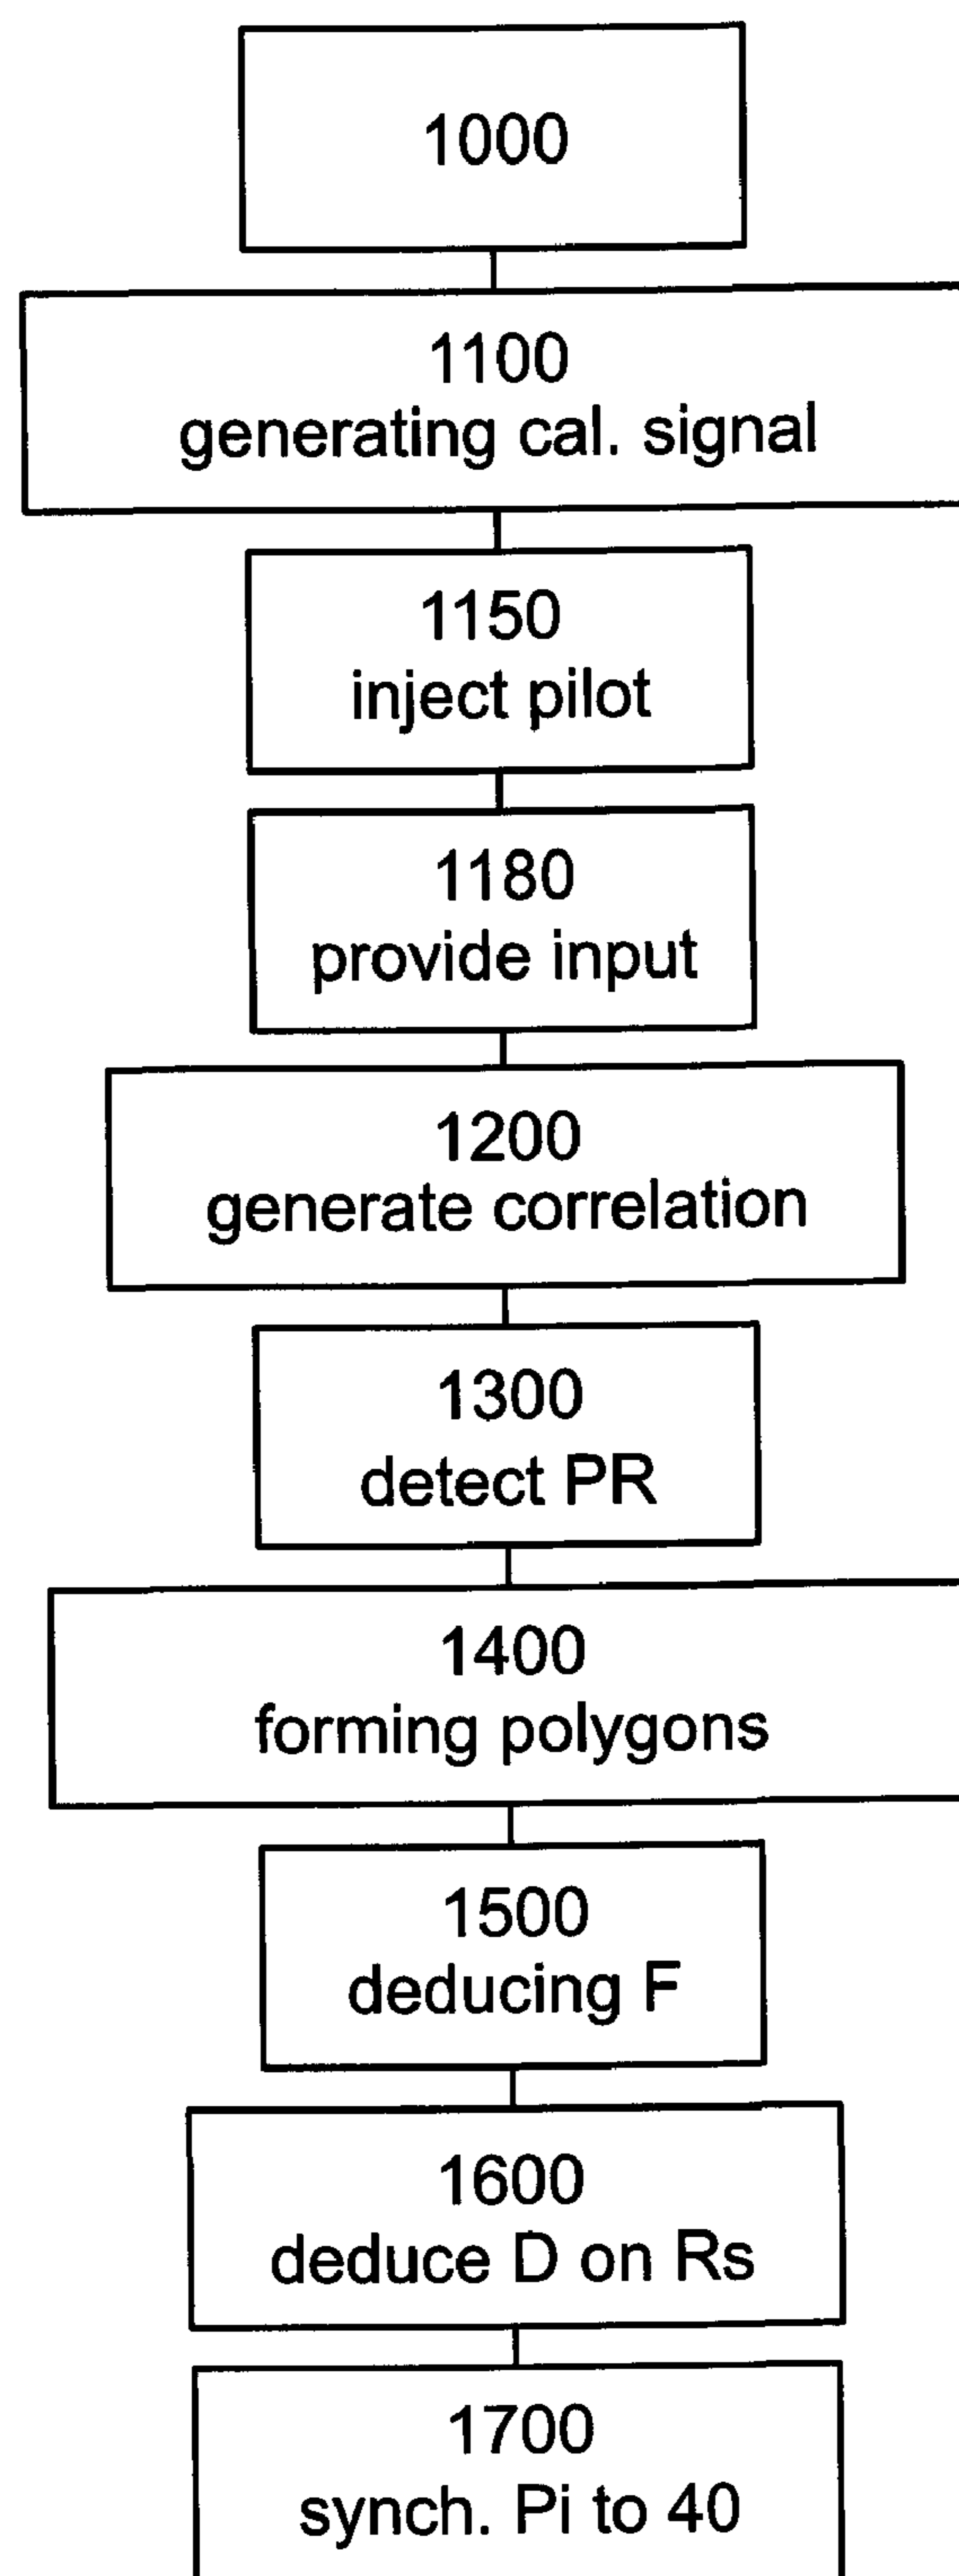 1000
1100
generating cal. signal
1150
inject pilot
1180
provide input
1200
generate correlation
1300
detect PR
1400
forming polygons
1500
deducing F
1600
deduce D on Rs
1700
synch. Pi to 40